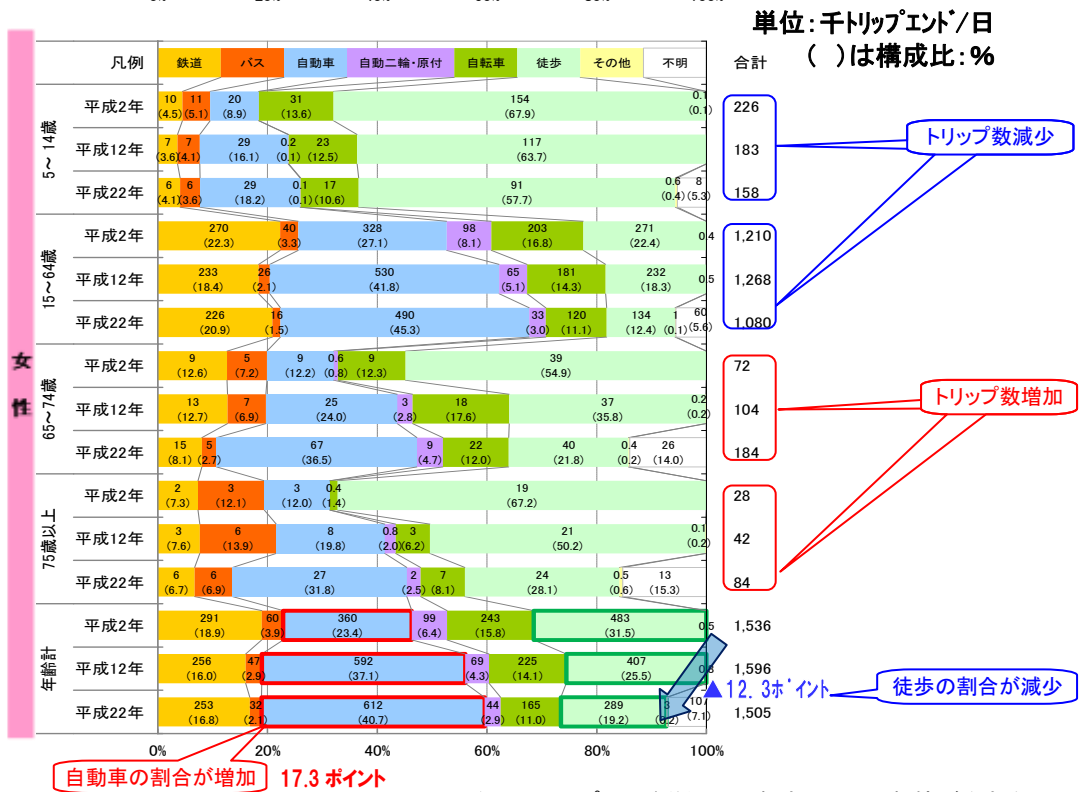 単位：千トリップエンド/日
（ ）は構成比：％
凡例 鉄道 バス 自動車 自動二輪・原付 自転車 徒歩 その他 不明 合計
女性
5～14歳
平成2年 10 (4.5) 11 (5.1) 20 (8.9) 31 (13.6) 154 (67.9) 0.1 (0.1) 226
平成12年 7 (3.6) 7 (4.1) 29 (16.1) 0.2 (0.1) 23 (12.5) 117 (63.7) 183
平成22年 6 (4.1) 6 (3.6) 29 (18.2) 0.1 (0.1) 17 (10.6) 91 (57.7) 0.6 (0.4) 8 (5.3) 158
トリップ数減少
15～64歳
平成2年 270 (22.3) 40 (3.3) 328 (27.1) 98 (8.1) 203 (16.8) 271 (22.4) 0.4 1,210
平成12年 233 (18.4) 26 (2.1) 530 (41.8) 65 (5.1) 181 (14.3) 232 (18.3) 0.5 1,268
平成22年 226 (20.9) 16 (1.5) 490 (45.3) 33 (3.0) 120 (11.1) 134 (12.4) 1 (0.1) 60 (5.6) 1,080
65～74歳
平成2年 9 (12.6) 5 (7.2) 9 (12.2) 0.6 (0.8) 9 (12.3) 39 (54.9) 72
平成12年 13 (12.7) 7 (6.9) 25 (24.0) 3 (2.8) 18 (17.6) 37 (35.8) 0.2 (0.2) 104
平成22年 15 (8.1) 5 (2.7) 67 (36.5) 9 (4.7) 22 (12.0) 40 (21.8) 0.4 (0.2) 26 (14.0) 184
トリップ数増加
75歳以上
平成2年 2 (7.3) 3 (12.1) 3 (12.0) 0.4 (1.4) 19 (67.2) 28
平成12年 3 (7.6) 6 (13.9) 8 (19.8) 0.8 (2.0) 3 (6.2) 21 (50.2) 0.1 (0.2) 42
平成22年 6 (6.7) 6 (6.9) 27 (31.8) 2 (2.5) 7 (8.1) 24 (28.1) 0.5 (0.6) 13 (15.3) 84
年齢計
平成2年 291 (18.9) 60 (3.9) 360 (23.4) 99 (6.4) 243 (15.8) 483 (31.5) 0.5 1,536
平成12年 256 (16.0) 47 (2.9) 592 (37.1) 69 (4.3) 225 (14.1) 407 (25.5) 1,596
▲12.3ポイント 徒歩の割合が減少
平成22年 253 (16.8) 32 (2.1) 612 (40.7) 44 (2.9) 165 (11.0) 289 (19.2) 3 107 (7.1) 1,505
0% 20% 40% 60% 80% 100%
自動車の割合が増加 17.3 ポイント